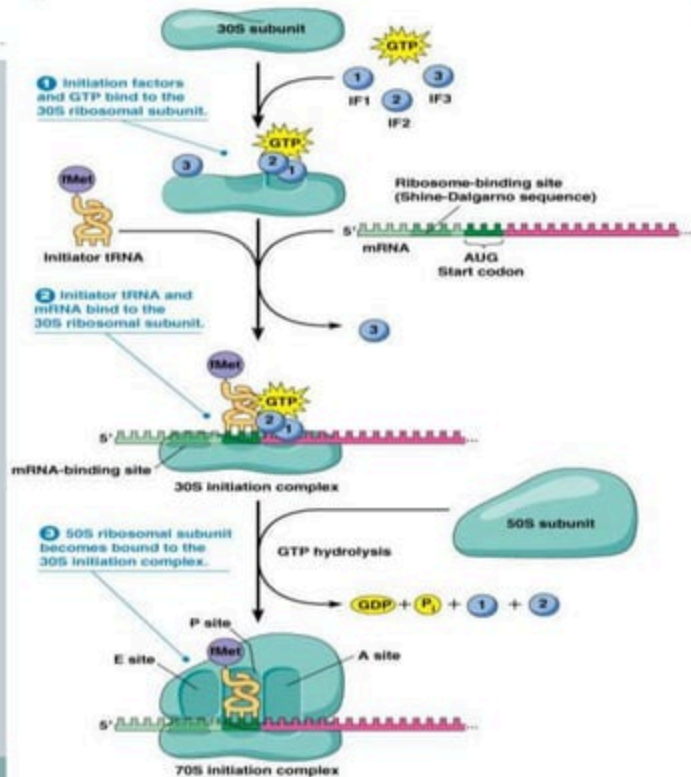 30S subunit
GTP
1
3
IF1
2
IF3
IF2
1 Initiation factors
and GTP bind to the
30S ribosomal subunit.
GTP
3
2
1
fMet
Initiator tRNA
Ribosome-binding site
(Shine-Dalgarno sequence)
5'
mRNA
AUG
Start codon
2 Initiator tRNA and
mRNA bind to the
30S ribosomal subunit.
3
fMet
GTP
2
1
5'
mRNA-binding site
30S initiation complex
50S subunit
3 50S ribosomal subunit
becomes bound to the
30S initiation complex.
GTP hydrolysis
GDP + Pi + 1 + 2
P site
fMet
E site
A site
5'
70S initiation complex